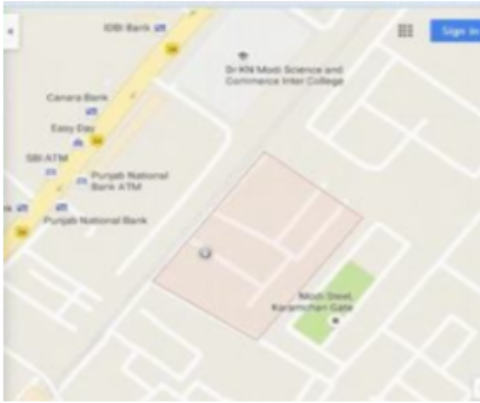 IDBI Bank
Sign in
Dr KN Modi Science and
Commerce Inter College
Canara Bank
Easy Day
SBI ATM
Punjab National
Bank ATM
Punjab National Bank
Modi Steel,
Karamchari Gate